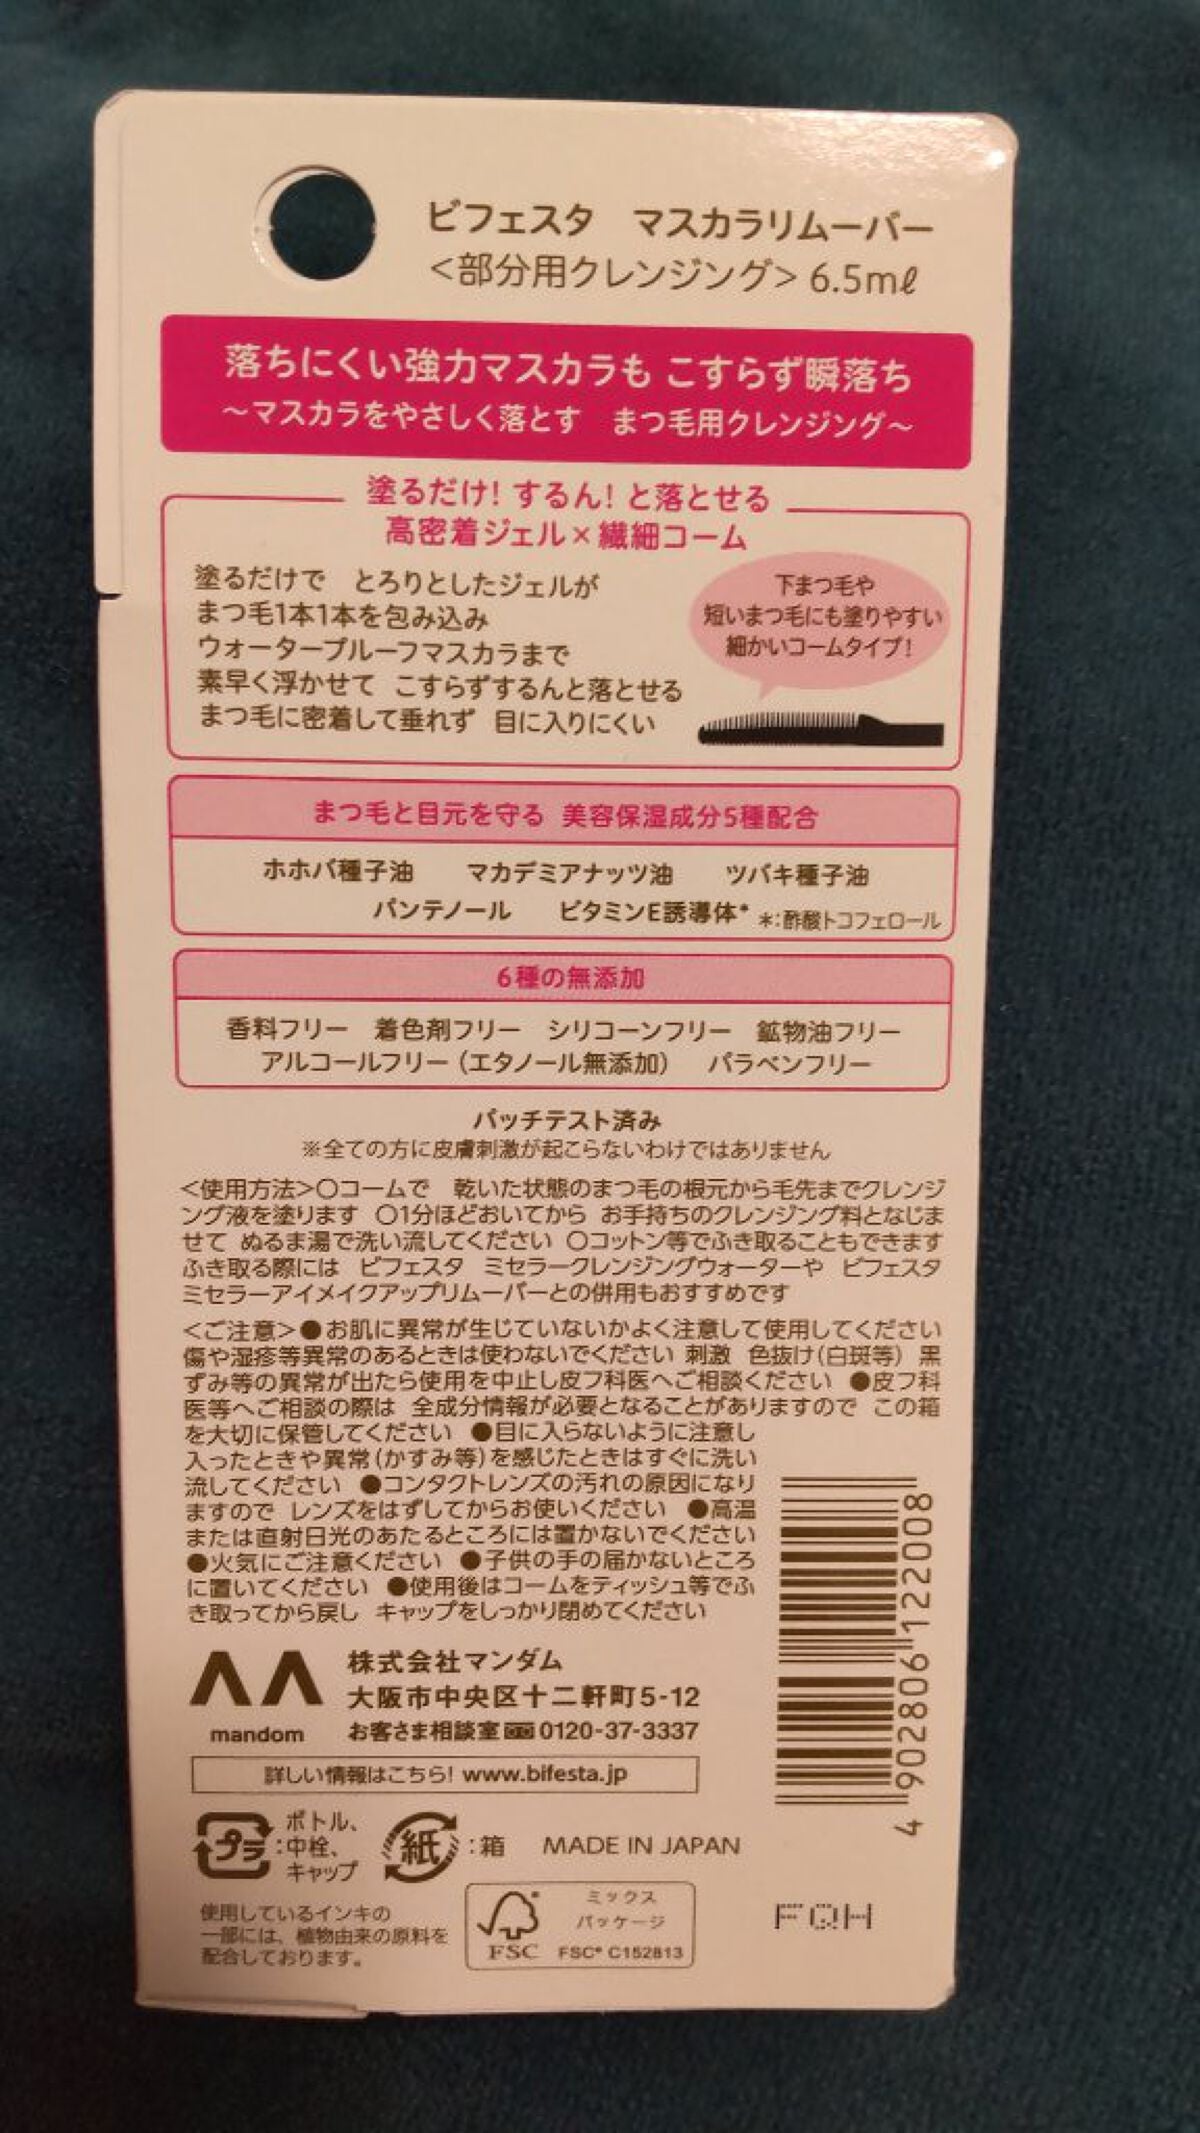 ビフェスタ　マスカラリムーバー
＜部分用クレンジング＞6.5mℓ
落ちにくい強力マスカラも こすらず瞬落ち
～マスカラをやさしく落とす　まつ毛用クレンジング～
塗るだけ! するん! と落とせる
高密着ジェル×繊細コーム
塗るだけで　とろりとしたジェルが
まつ毛1本1本を包み込み
ウォータープルーフマスカラまで
素早く浮かせて こすらずするんと落とせる
まつ毛に密着して垂れず 目に入りにくい
下まつ毛や
短いまつ毛にも塗りやすい
細かいコームタイプ!
まつ毛と目元を守る 美容保湿成分5種配合
ホホバ種子油　マカデミアナッツ油　ツバキ種子油
パンテノール　ビタミンE誘導体* *:酢酸トコフェロール
6種の無添加
香料フリー　着色剤フリー　シリコーンフリー　鉱物油フリー
アルコールフリー（エタノール無添加）　パラベンフリー
パッチテスト済み
※全ての方に皮膚刺激が起こらないわけではありません
＜使用方法＞○コームで　乾いた状態のまつ毛の根元から毛先までクレンジ
ング液を塗ります ○1分ほどおいてから お手持ちのクレンジング料となじま
せて ぬるま湯で洗い流してください ○コットン等でふき取ることもできます
ふき取る際には ビフェスタ ミセラークレンジングウォーターや ビフェスタ
ミセラーアイメイクアップリムーバーとの併用もおすすめです
＜ご注意＞●お肌に異常が生じていないかよく注意して使用してください
傷や湿疹等異常のあるときは使わないでください 刺激 色抜け(白斑等) 黒
ずみ等の異常が出たら使用を中止し皮フ科医へご相談ください ●皮フ科
医等へご相談の際は 全成分情報が必要となることがありますので この箱
を大切に保管してください ●目に入らないように注意し
入ったときや異常(かすみ等)を感じたときはすぐに洗い
流してください ●コンタクトレンズの汚れの原因になり
ますので レンズをはずしてからお使いください ●高温
または直射日光のあたるところには置かないでください
●火気にご注意ください ●子供の手の届かないところ
に置いてください ●使用後はコームをティッシュ等でふ
き取ってから戻し キャップをしっかり閉めてください
4 902806 122008
株式会社マンダム
大阪市中央区十二軒町5-12
mandom
お客さま相談室 0120-37-3337
詳しい情報はこちら! www.bifesta.jp
プラ:ボトル、
中栓、
キャップ
紙:箱
MADE IN JAPAN
使用しているインキの
一部には、植物由来の原料を
配合しております。
FSC
ミックス
パッケージ
FSC® C152813
FQH